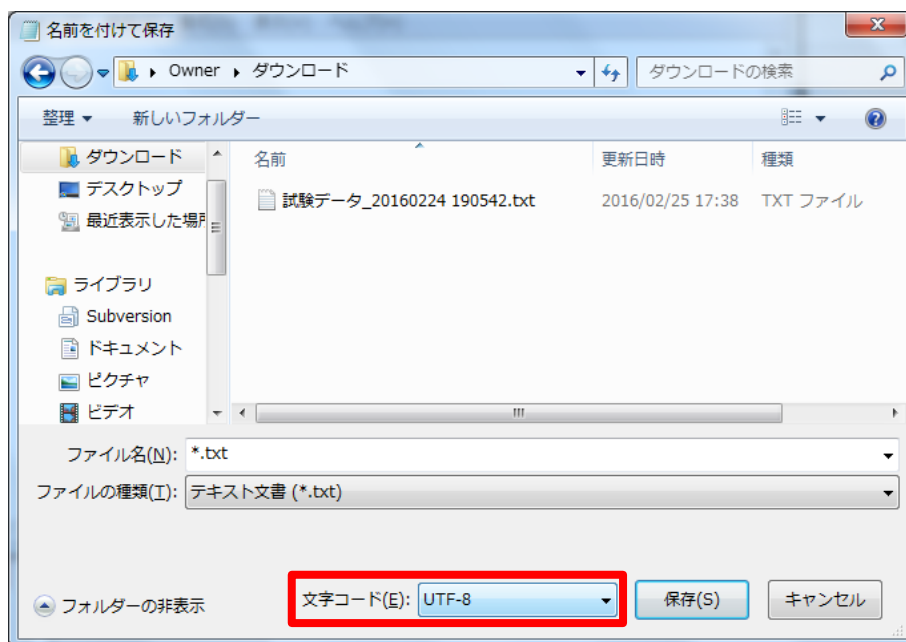 名前を付けて保存
Owner ダウンロード
ダウンロードの検索
整理 新しいフォルダー
ダウンロード
デスクトップ
最近表示した場所
ライブラリ
Subversion
ドキュメント
ピクチャ
ビデオ
名前 更新日時 種類
試験データ_20160224 190542.txt 2016/02/25 17:38 TXT ファイル
ファイル名(N): *.txt
ファイルの種類(T): テキスト文書 (*.txt)
フォルダーの非表示
文字コード(E): UTF-8
保存(S)
キャンセル